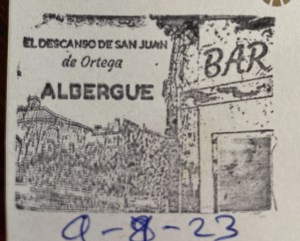 EL DESCANSO DE SAN JUAN
de Ortega
ALBERGUE
BAR
9-8-23